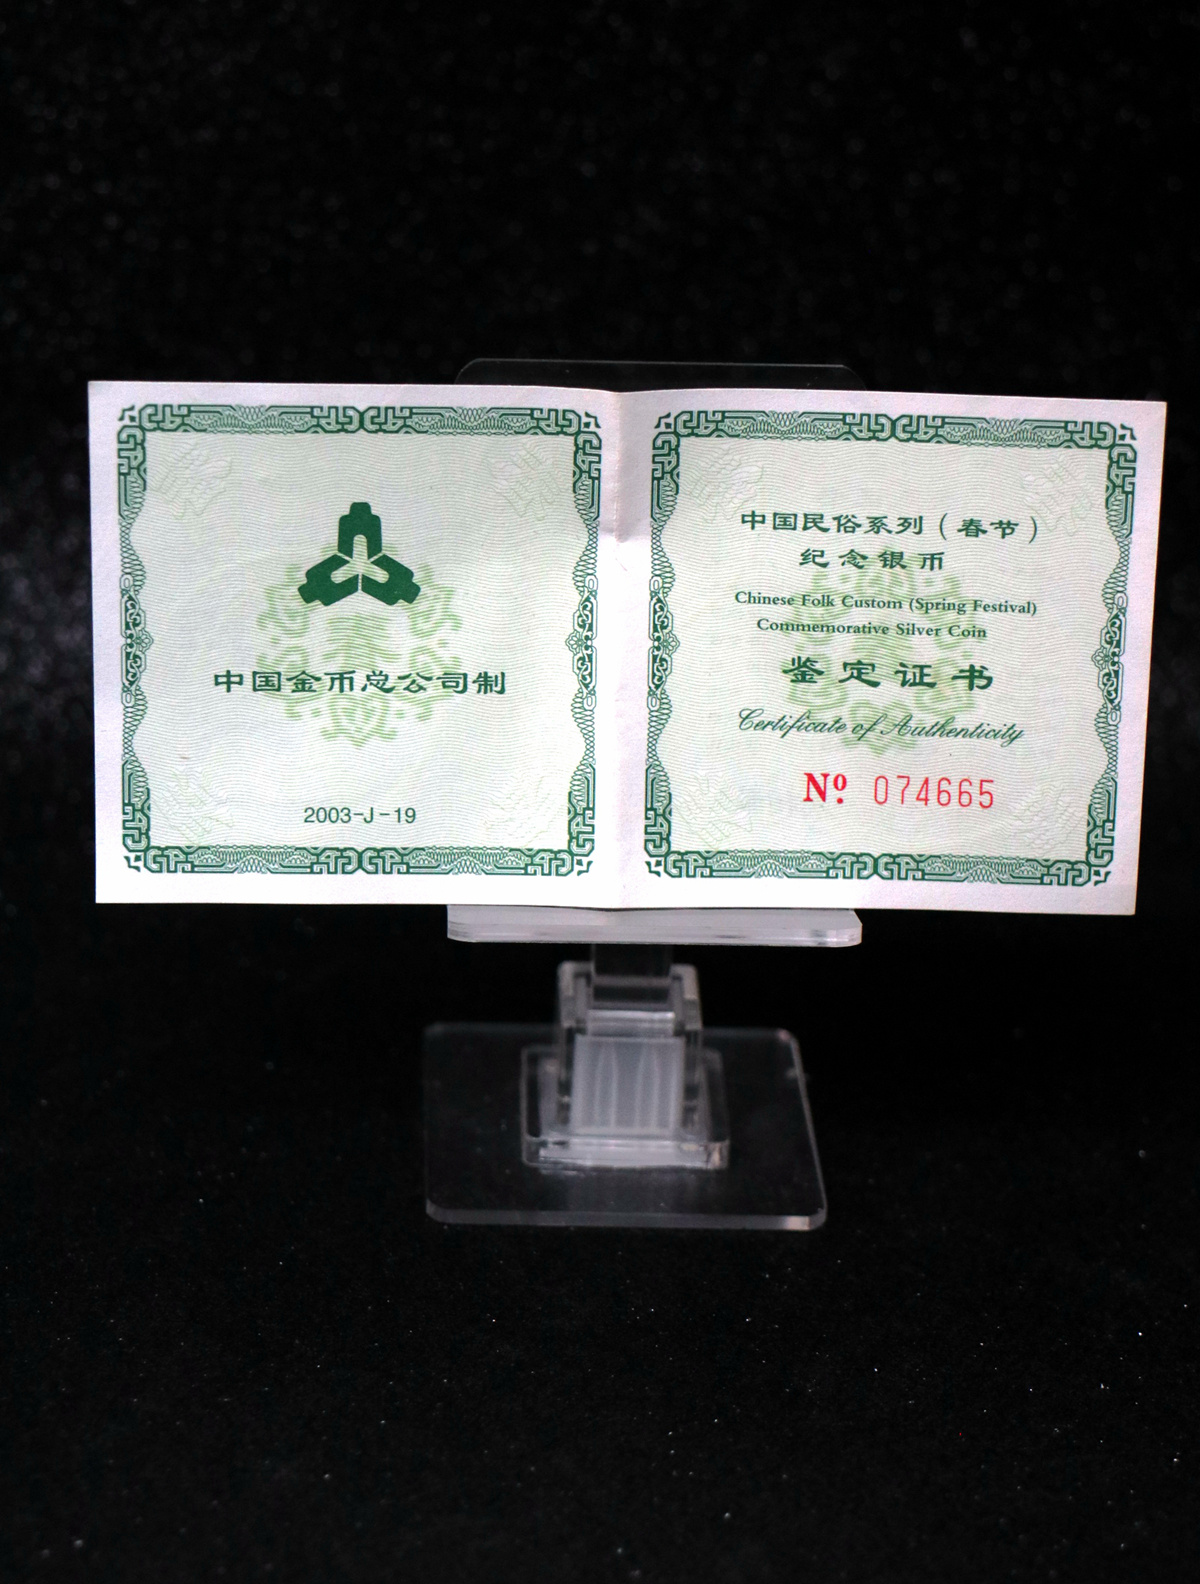 中国金币总公司制
2003-J-19
中国民俗系列（春节）
纪念银币
Chinese Folk Custom (Spring Festival)
Commemorative Silver Coin
鉴定证书
Certificate of Authenticity
Nº 074665